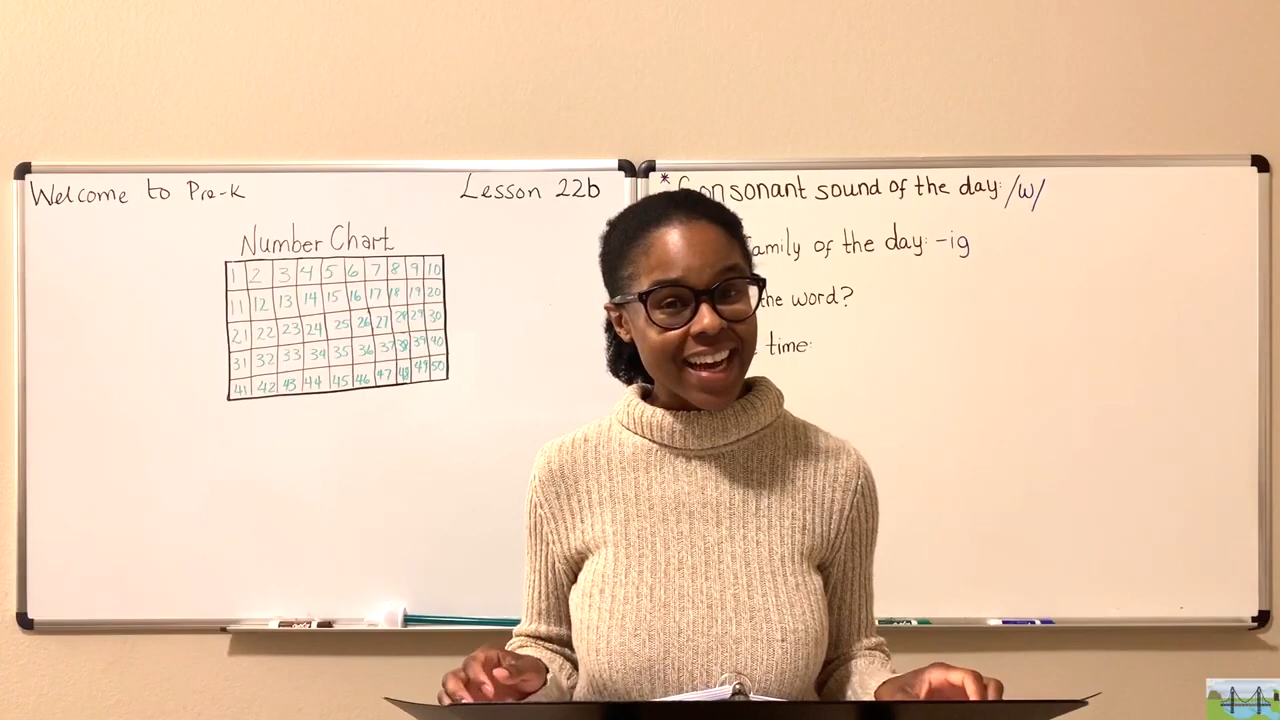 Welcome to Pre-K
Lesson 22b
Number Chart
1 2 3 4 5 6 7 8 9 10
11 12 13 14 15 16 17 18 19 20
21 22 23 24 25 26 27 28 29 30
31 32 33 34 35 36 37 38 39 40
41 42 43 44 45 46 47 48 49 50
* Consonant sound of the day: /w/
family of the day: -ig
the word?
time: